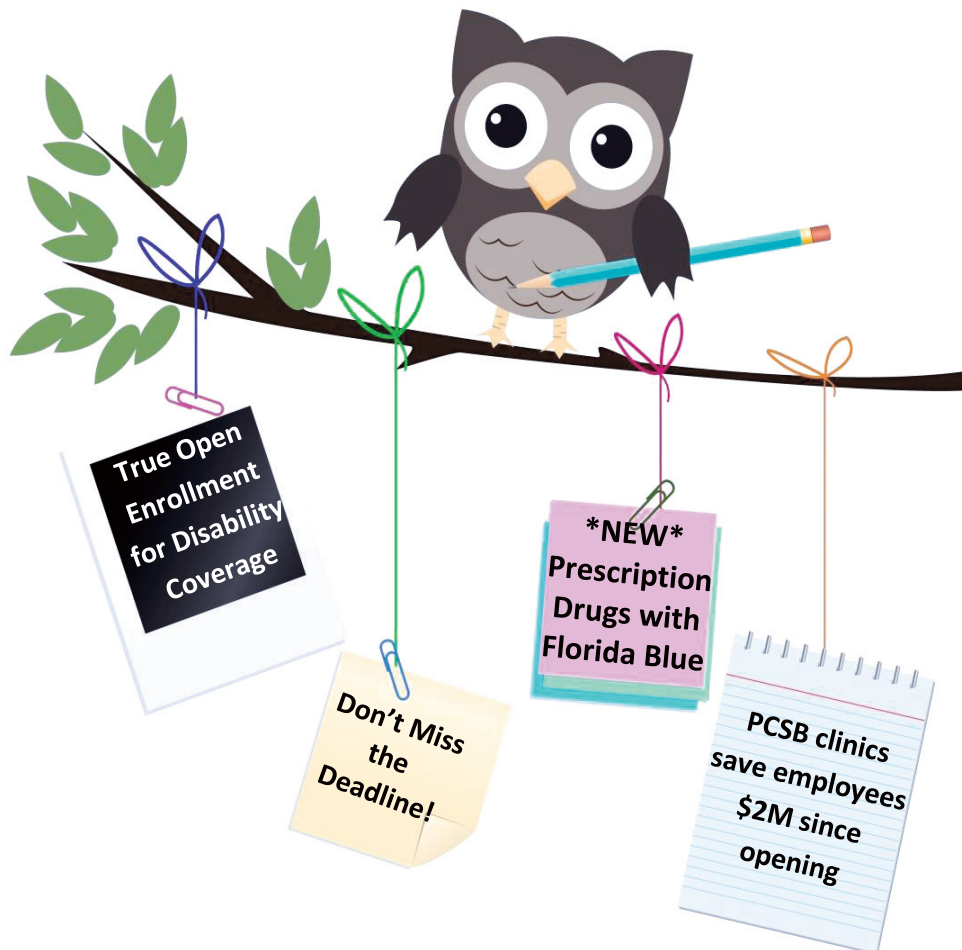 True Open
Enrollment
for Disability
Coverage
Don't Miss
the
Deadline!
*NEW*
Prescription
Drugs with
Florida Blue
PCSB clinics
save employees
$2M since
opening